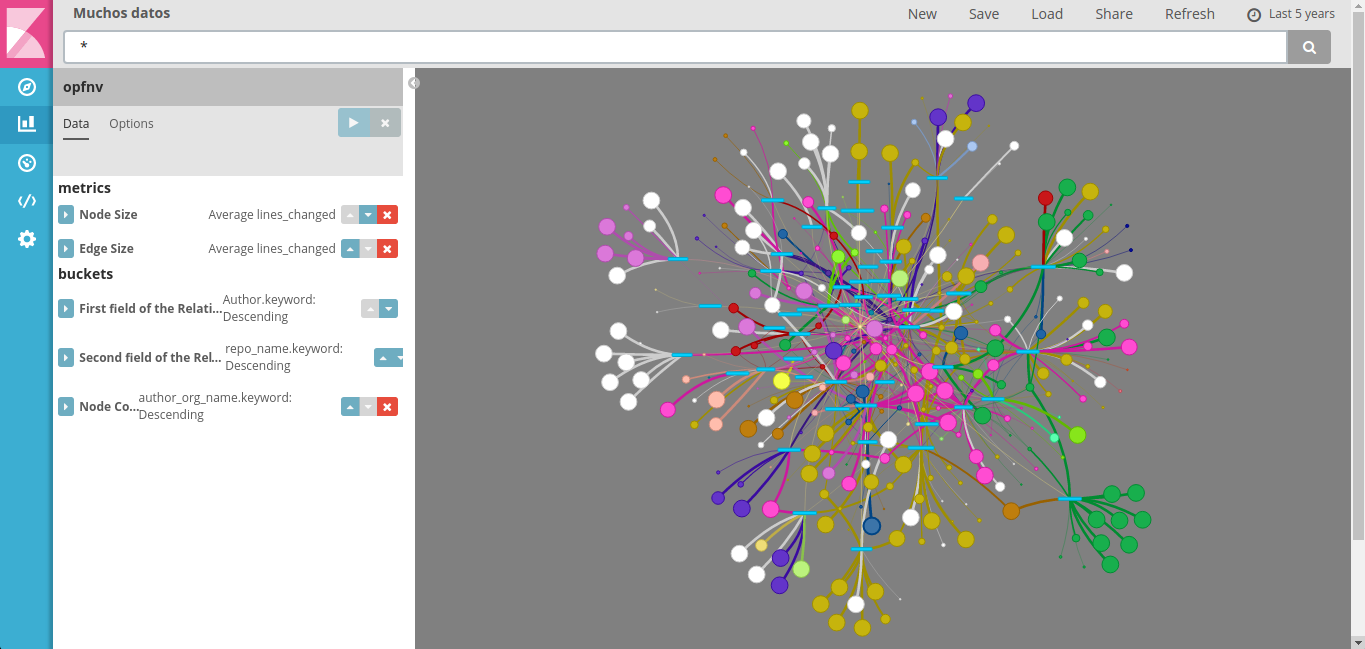 Muchos datos
New Save Load Share Refresh Last 5 years
*
opfnv
Data Options
metrics
Node Size Average lines_changed
Edge Size Average lines_changed
buckets
First field of the Relati... Author.keyword:
Descending
Second field of the Rel... repo_name.keyword:
Descending
Node Co... author_org_name.keyword:
Descending